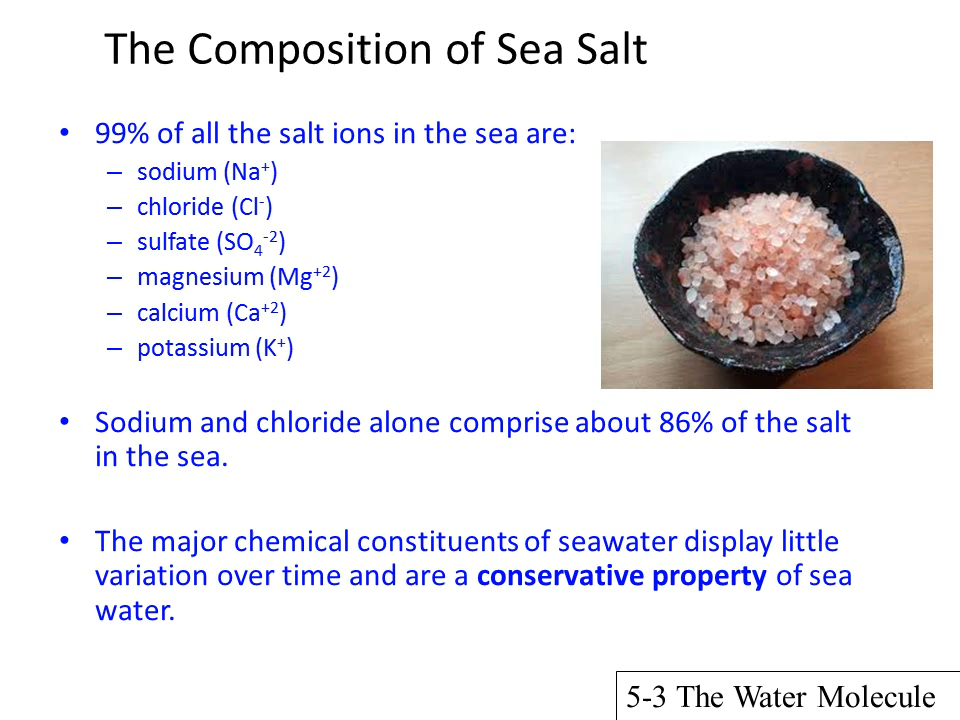 The Composition of Sea Salt
• 99% of all the salt ions in the sea are:
– sodium (Na⁺)
– chloride (Cl⁻)
– sulfate (SO₄⁻²)
– magnesium (Mg⁺²)
– calcium (Ca⁺²)
– potassium (K⁺)
• Sodium and chloride alone comprise about 86% of the salt
in the sea.
• The major chemical constituents of seawater display little
variation over time and are a conservative property of sea
water.
5-3 The Water Molecule